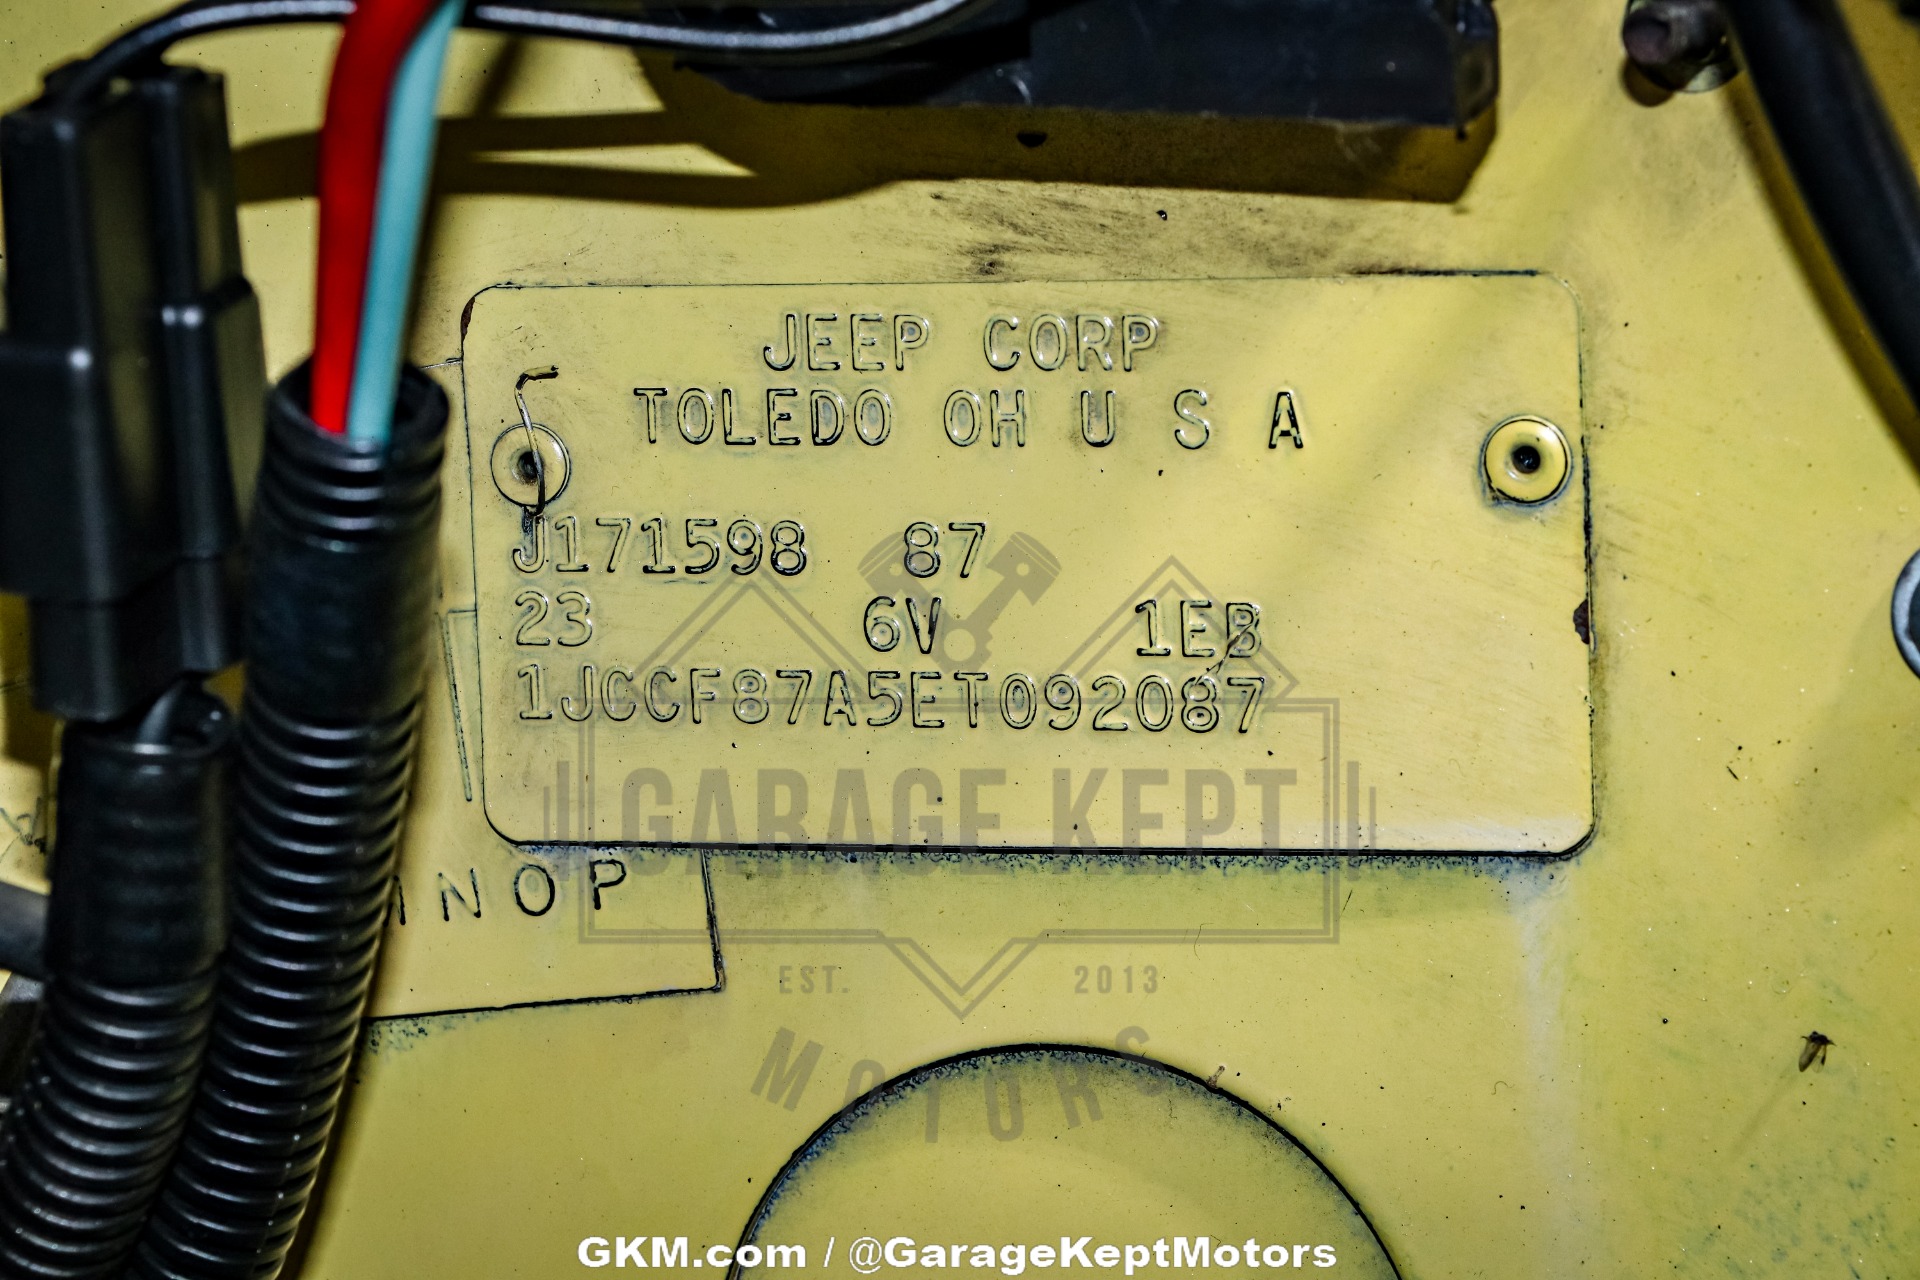 JEEP CORP
TOLEDO OH U S A
J171598 87
23 6V 1EB
1JCCF87A5ET092087
GARAGE KEPT
NOP
EST. 2013
MOTORS
GKM.com / @GarageKeptMotors